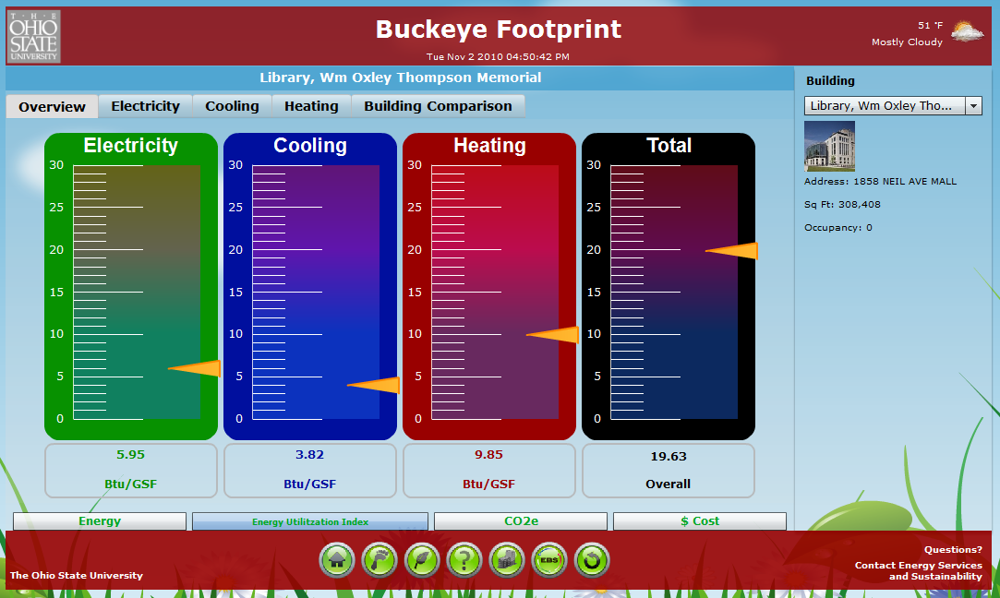 T · H · E
OHIO
STATE
UNIVERSITY
Buckeye Footprint
Tue Nov 2 2010 04:50:42 PM
51 °F
Mostly Cloudy
Library, Wm Oxley Thompson Memorial
Overview Electricity Cooling Heating Building Comparison
Electricity
30
25
20
15
10
5
0
5.95
Btu/GSF
Cooling
30
25
20
15
10
5
0
3.82
Btu/GSF
Heating
30
25
20
15
10
5
0
9.85
Btu/GSF
Total
30
25
20
15
10
5
0
19.63
Overall
Building
Library, Wm Oxley Tho...
Address: 1858 NEIL AVE MALL
Sq Ft: 308,408
Occupancy: 0
Energy Energy Utilitzation Index CO2e $ Cost
The Ohio State University
?
EBS
Questions?
Contact Energy Services
and Sustainability